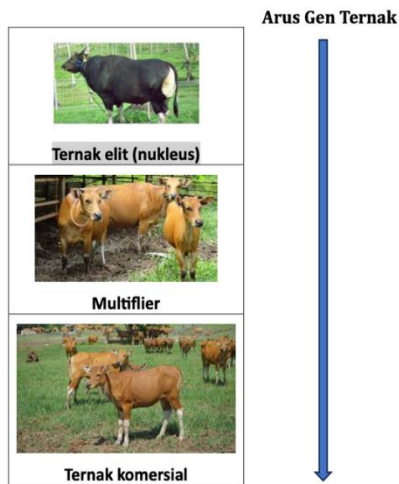 Arus Gen Ternak
Ternak elit (nukleus)
Multiflier
Ternak komersial